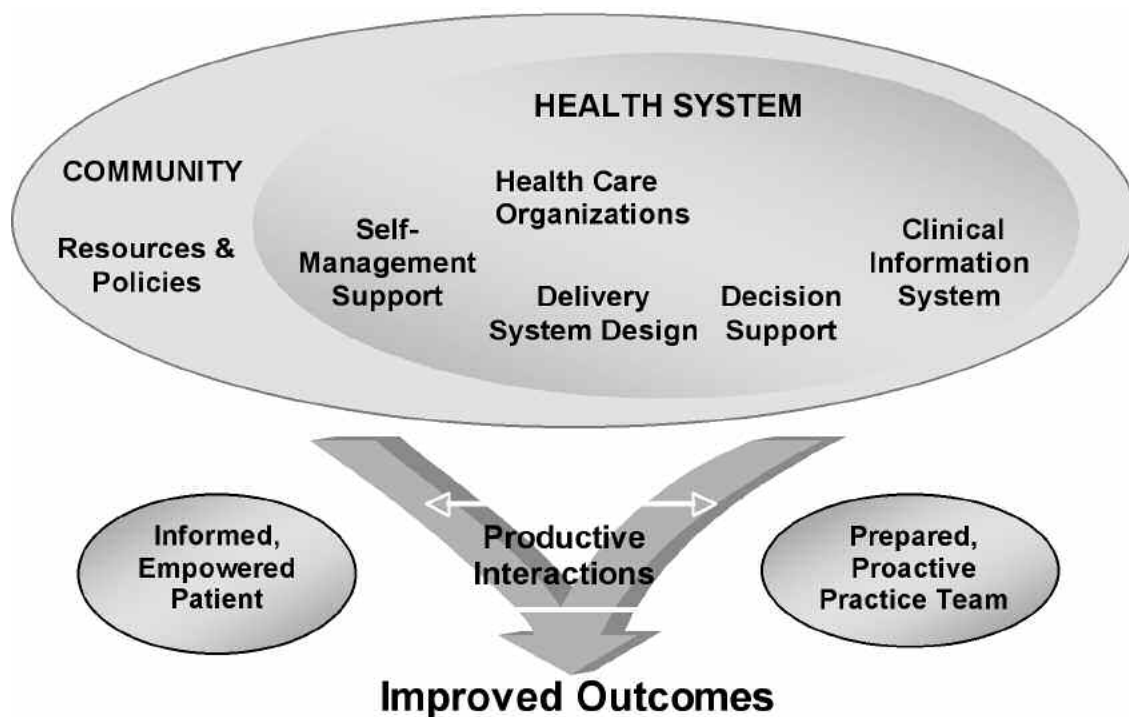 HEALTH SYSTEM
COMMUNITY
Resources &
Policies
Health Care
Organizations
Self-
Management
Support
Delivery
System Design
Decision
Support
Clinical
Information
System
Informed,
Empowered
Patient
Productive
Interactions
Prepared,
Proactive
Practice Team
Improved Outcomes